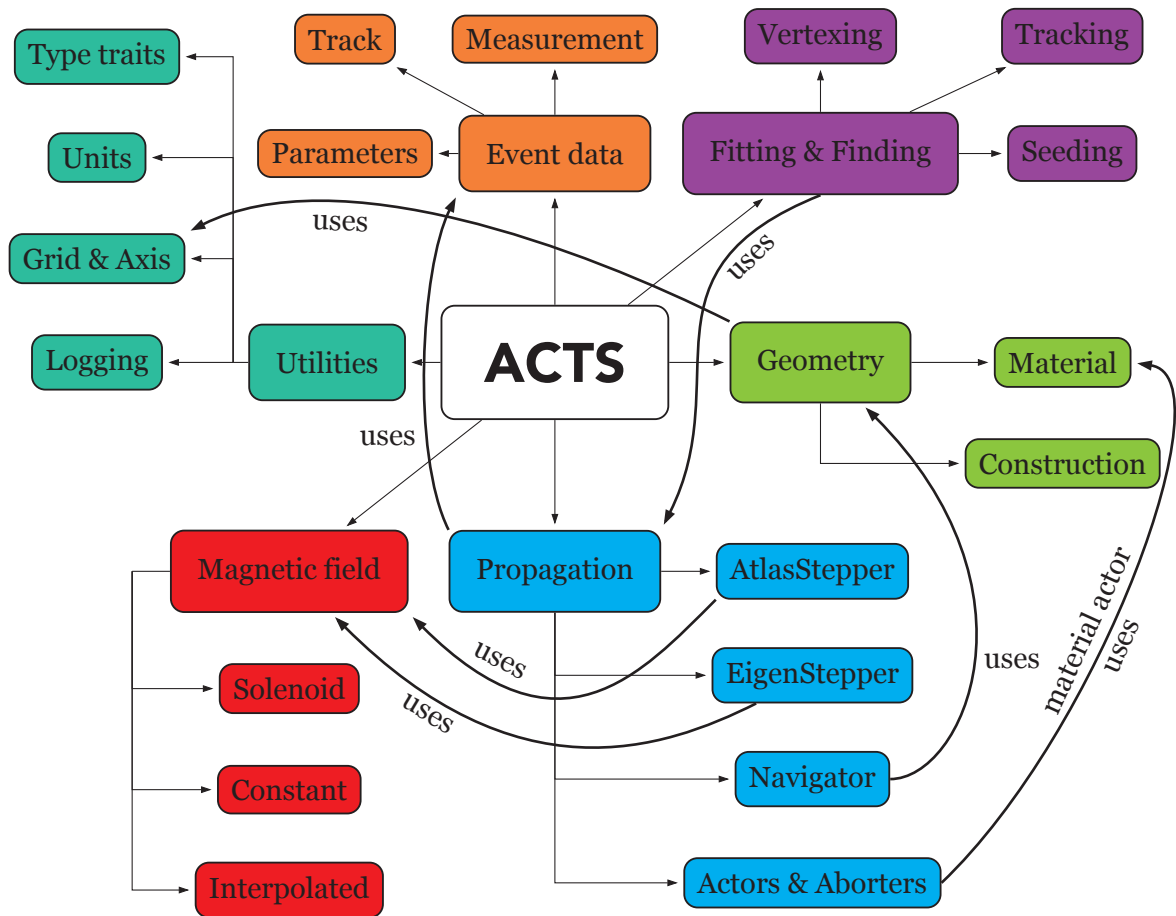 Track
Measurement
Vertexing
Tracking
Type traits
Units
Parameters
Event data
Fitting & Finding
Seeding
uses
uses
Grid & Axis
Logging
Utilities
ACTS
Geometry
Material
uses
Construction
Magnetic field
Propagation
AtlasStepper
material actor
uses
uses
EigenStepper
uses
Solenoid
uses
Constant
Navigator
Interpolated
Actors & Aborters